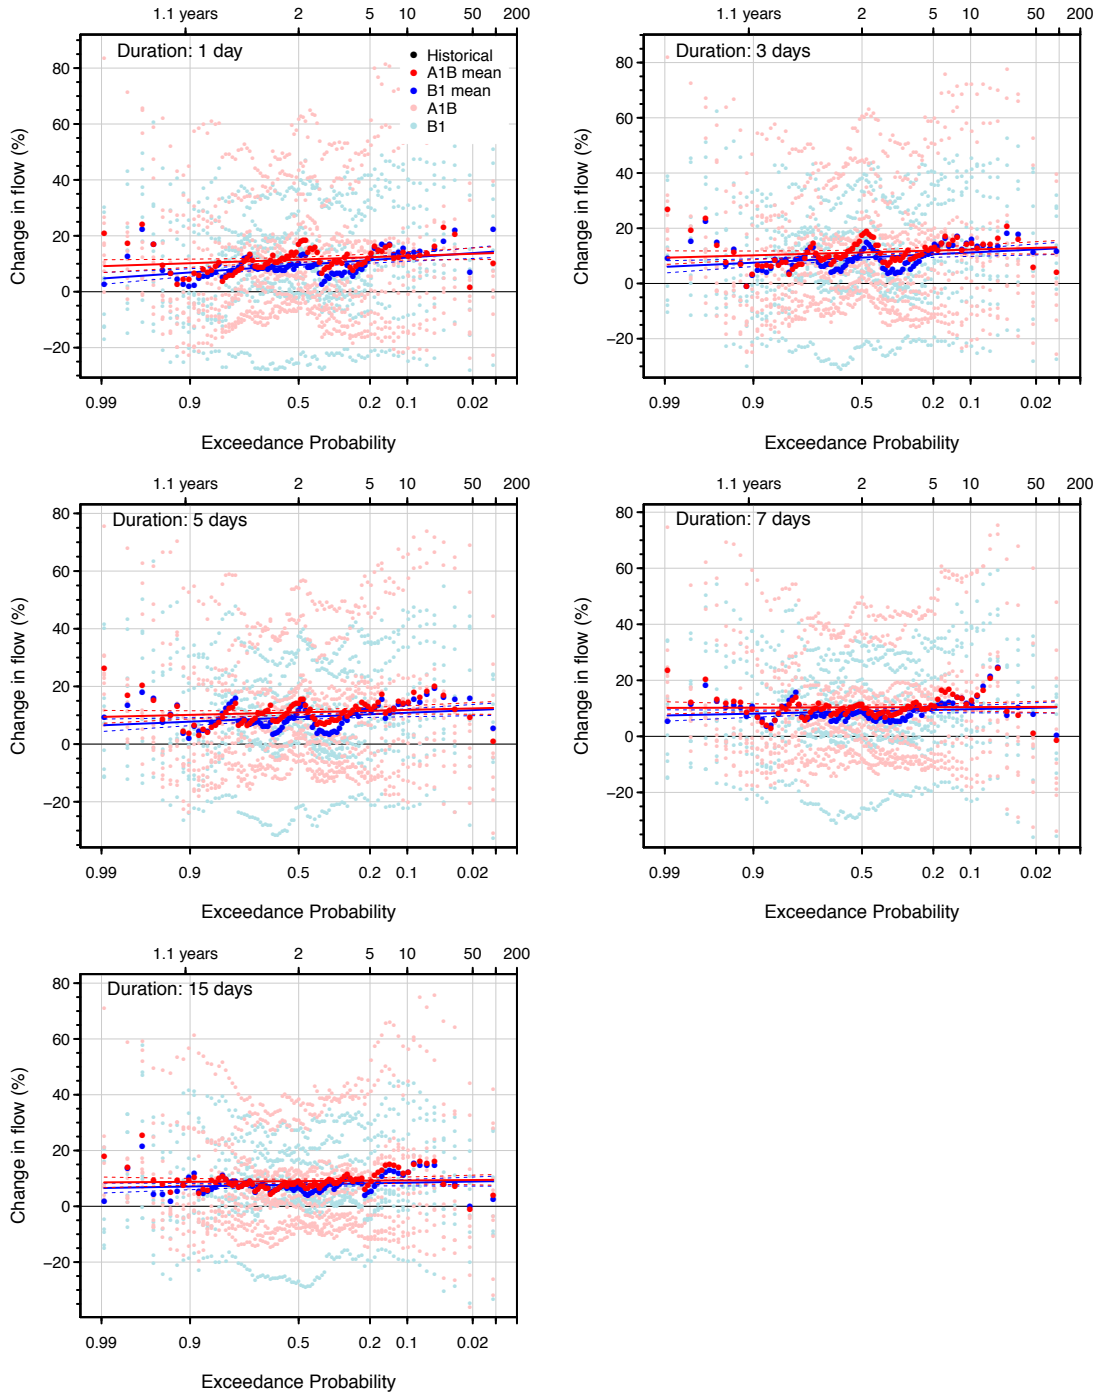 1.1 years 2 5 10 50 200
Duration: 1 day
Historical
A1B mean
B1 mean
A1B
B1
Change in flow (%)
80
60
40
20
0
−20
0.99 0.9 0.5 0.2 0.1 0.02
Exceedance Probability
1.1 years 2 5 10 50 200
Duration: 3 days
Change in flow (%)
80
60
40
20
0
−20
0.99 0.9 0.5 0.2 0.1 0.02
Exceedance Probability
1.1 years 2 5 10 50 200
Duration: 5 days
Change in flow (%)
80
60
40
20
0
−20
0.99 0.9 0.5 0.2 0.1 0.02
Exceedance Probability
1.1 years 2 5 10 50 200
Duration: 7 days
Change in flow (%)
80
60
40
20
0
−20
0.99 0.9 0.5 0.2 0.1 0.02
Exceedance Probability
1.1 years 2 5 10 50 200
Duration: 15 days
Change in flow (%)
80
60
40
20
0
−20
0.99 0.9 0.5 0.2 0.1 0.02
Exceedance Probability